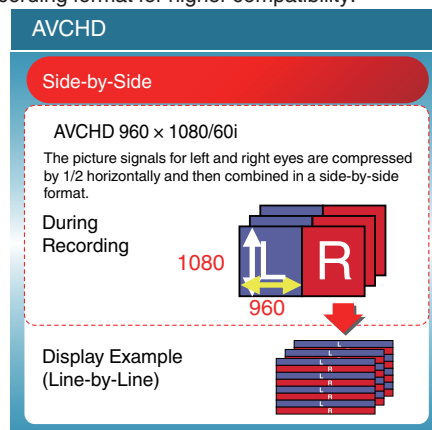 cording format for higher compatibility.
AVCHD
Side-by-Side
AVCHD 960 × 1080/60i
The picture signals for left and right eyes are compressed
by 1/2 horizontally and then combined in a side-by-side
format.
During
Recording
1080
L
R
960
Display Example
(Line-by-Line)
L
L
L
R
L
R
L
R
L
R